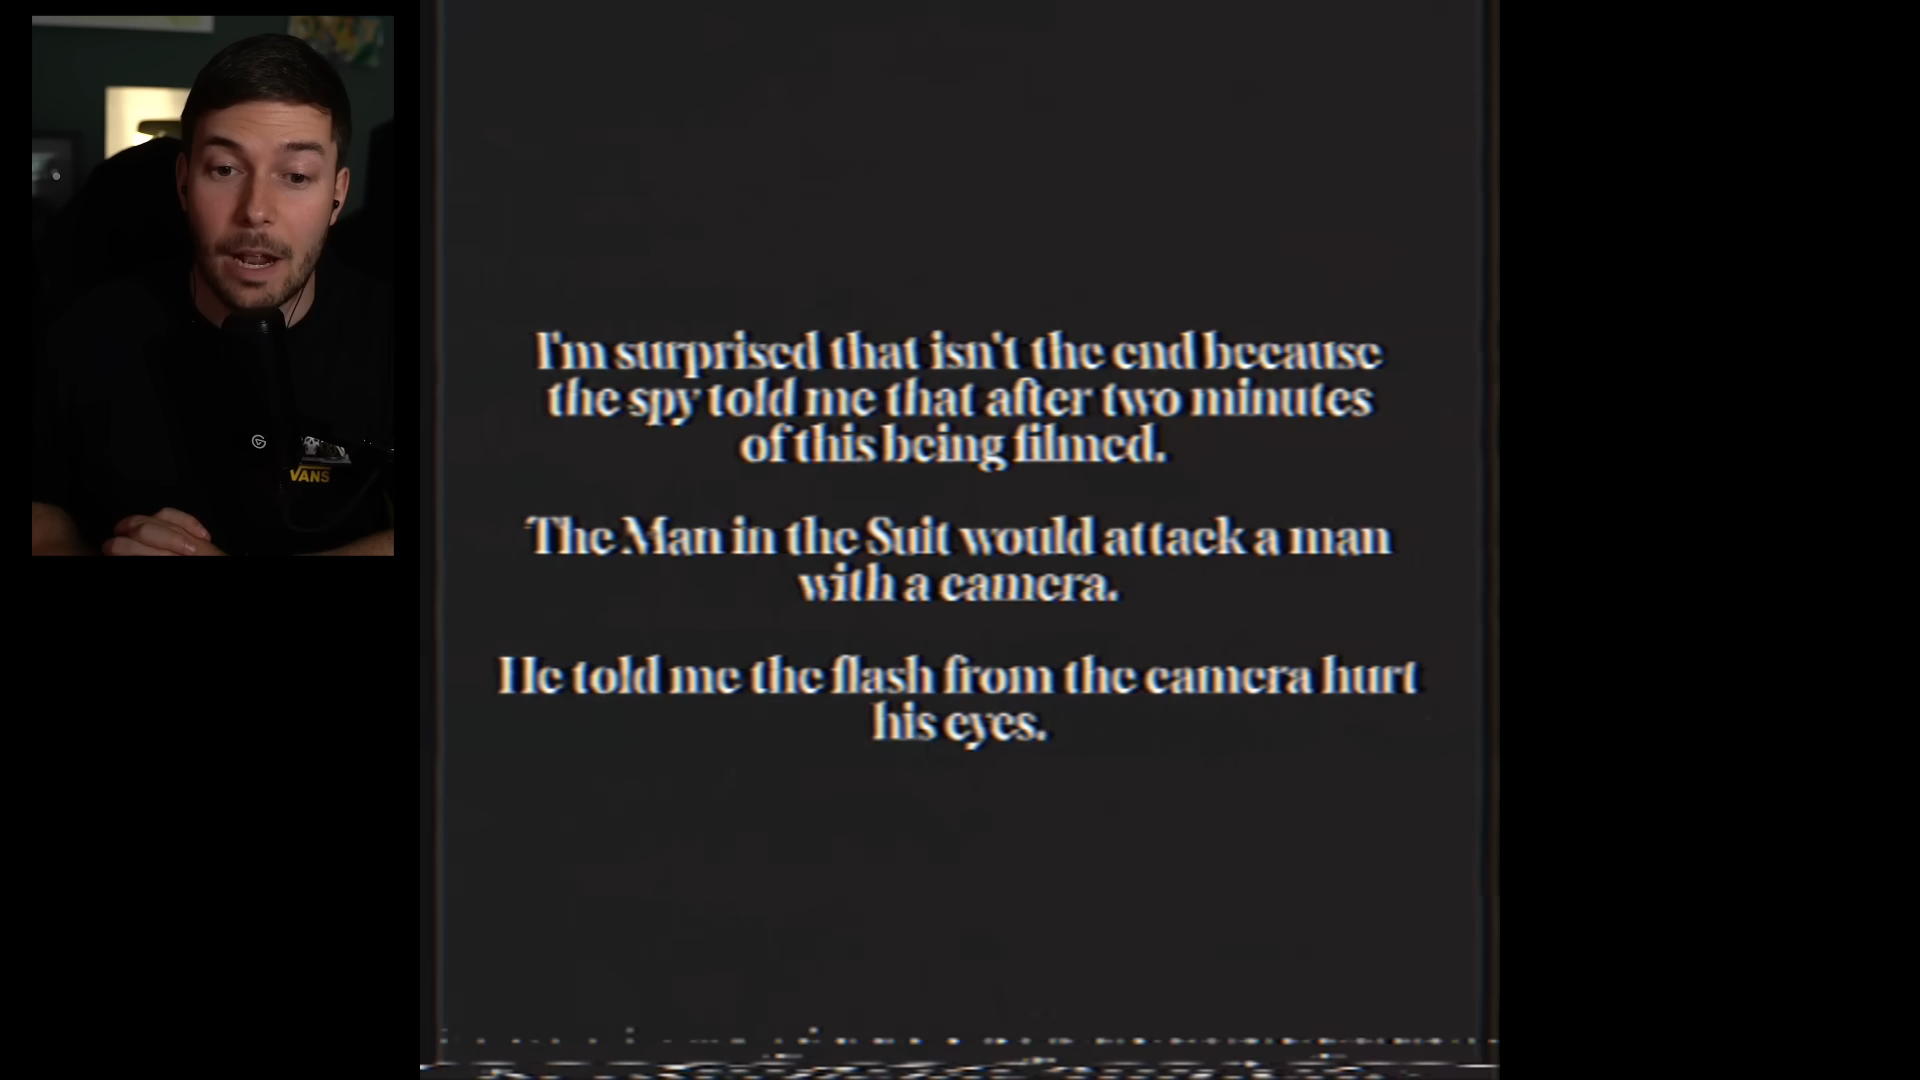 I'm surprised that isn't the end because
the spy told me that after two minutes
of this being filmed.
The Man in the Suit would attack a man
with a camera.
He told me the flash from the camera hurt
his eyes.
VANS